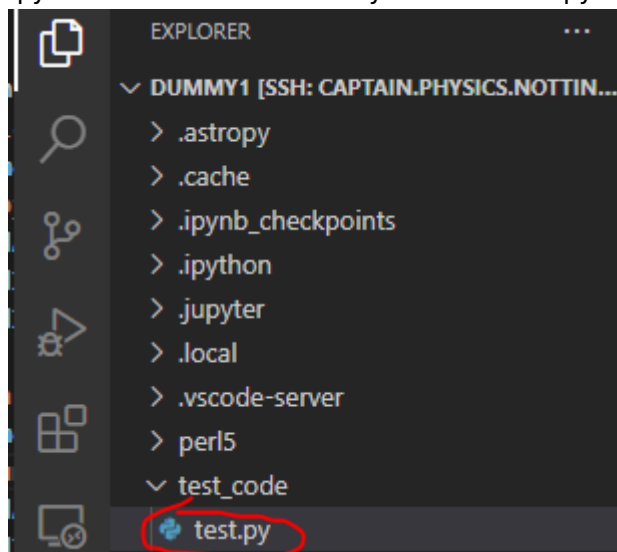 EXPLORER ...
DUMMY1 [SSH: CAPTAIN.PHYSICS.NOTTIN...
.astropy
.cache
.ipynb_checkpoints
.ipython
.jupyter
.local
.vscode-server
perl5
test_code
test.py